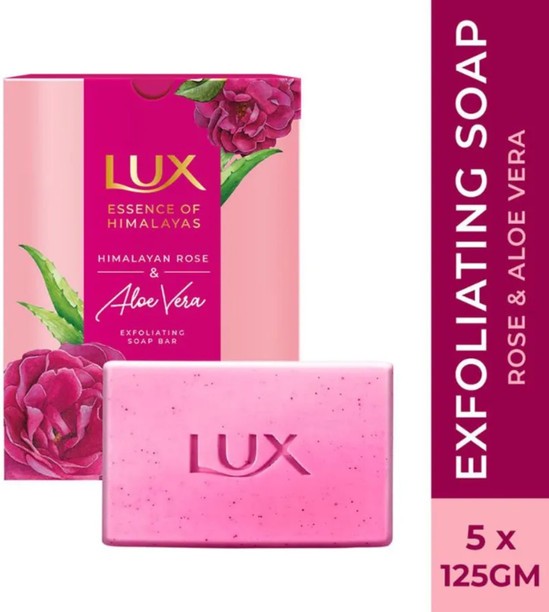 LUX
ESSENCE OF
HIMALAYAS
HIMALAYAN ROSE
&
Aloe Vera
EXFOLIATING
SOAP BAR
LUX
EXFOLIATING SOAP
ROSE & ALOE VERA
5 x
125GM